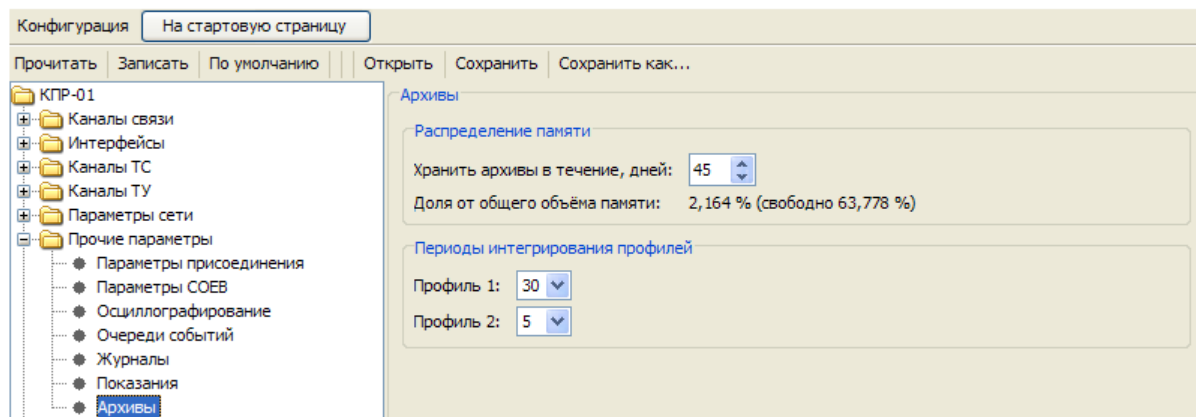 Конфигурация На стартовую страницу
Прочитать Записать По умолчанию Открыть Сохранить Сохранить как...
КПР-01
Каналы связи
Интерфейсы
Каналы ТС
Каналы ТУ
Параметры сети
Прочие параметры
Параметры присоединения
Параметры СОЕВ
Осциллографирование
Очереди событий
Журналы
Показания
Архивы
Архивы
Распределение памяти
Хранить архивы в течение, дней: 45
Доля от общего объёма памяти: 2,164 % (свободно 63,778 %)
Периоды интегрирования профилей
Профиль 1: 30
Профиль 2: 5